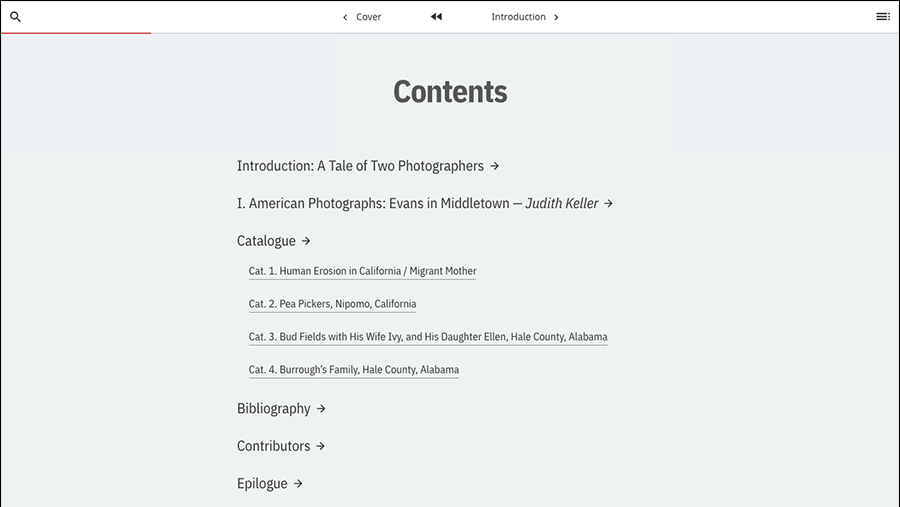 Cover
Introduction
Contents
Introduction: A Tale of Two Photographers
I. American Photographs: Evans in Middletown — Judith Keller
Catalogue
Cat. 1. Human Erosion in California / Migrant Mother
Cat. 2. Pea Pickers, Nipomo, California
Cat. 3. Bud Fields with His Wife Ivy, and His Daughter Ellen, Hale County, Alabama
Cat. 4. Burrough’s Family, Hale County, Alabama
Bibliography
Contributors
Epilogue